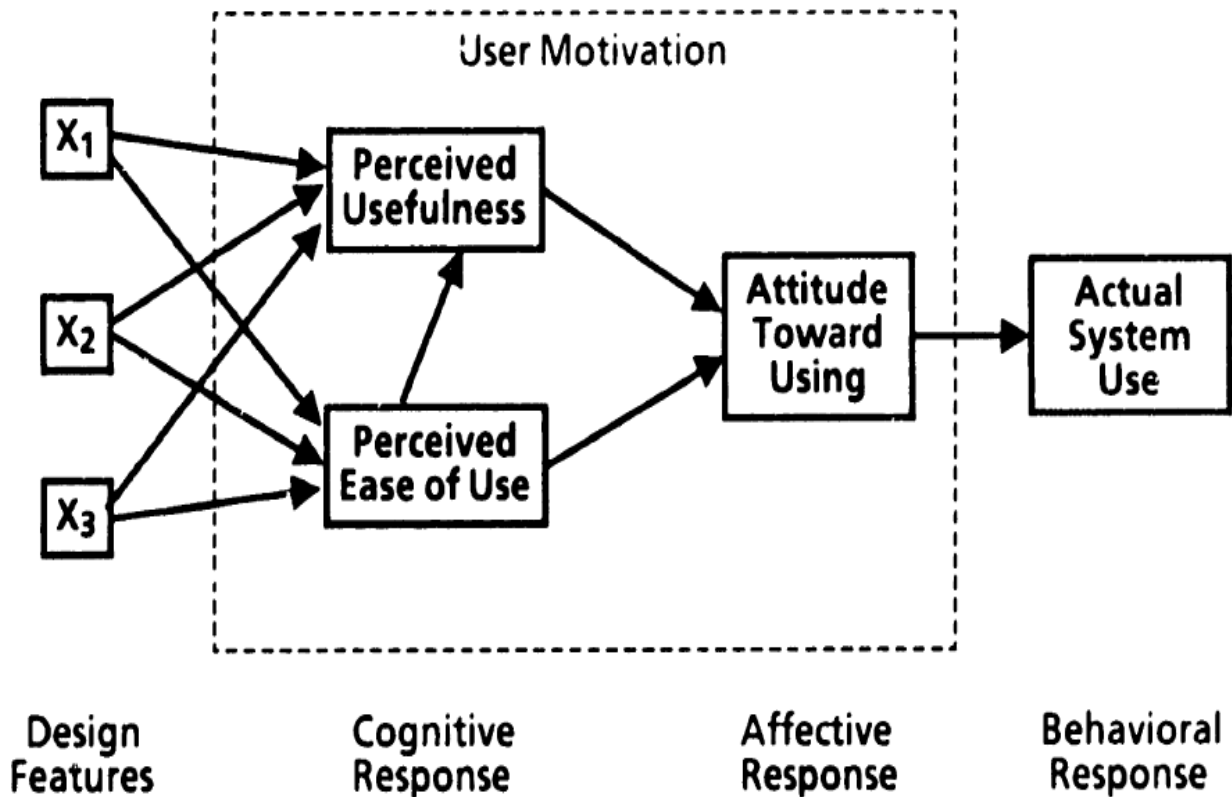 User Motivation
X1
Perceived
Usefulness
X2
Attitude
Toward
Using
Actual
System
Use
Perceived
Ease of Use
X3
Design
Features
Cognitive
Response
Affective
Response
Behavioral
Response